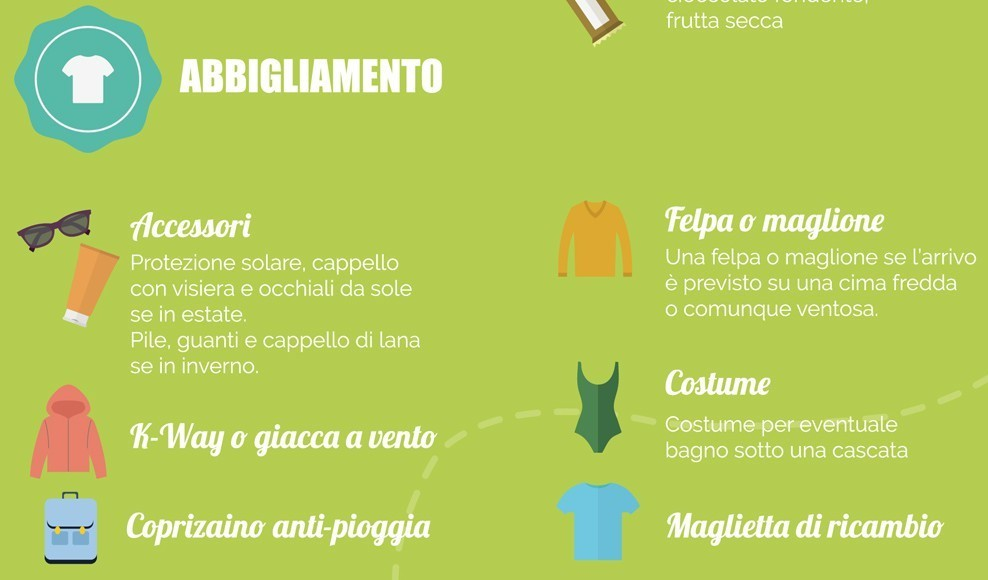 frutta secca
ABBIGLIAMENTO
Accessori
Protezione solare, cappello
con visiera e occhiali da sole
se in estate.
Pile, guanti e cappello di lana
se in inverno.
K-Way o giacca a vento
Coprizaino anti-pioggia
Felpa o maglione
Una felpa o maglione se l'arrivo
è previsto su una cima fredda
o comunque ventosa.
Costume
Costume per eventuale
bagno sotto una cascata
Maglietta di ricambio